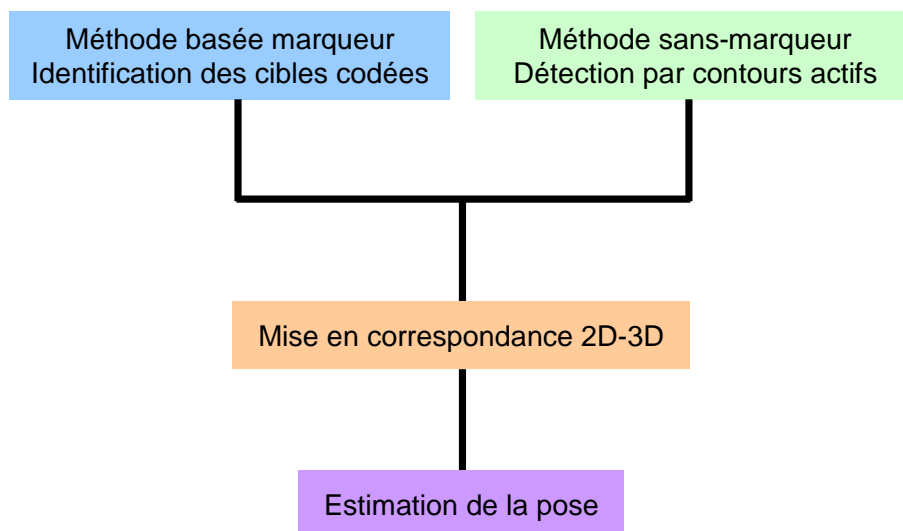 Méthode basée marqueur
Identification des cibles codées
Méthode sans-marqueur
Détection par contours actifs
Mise en correspondance 2D-3D
Estimation de la pose